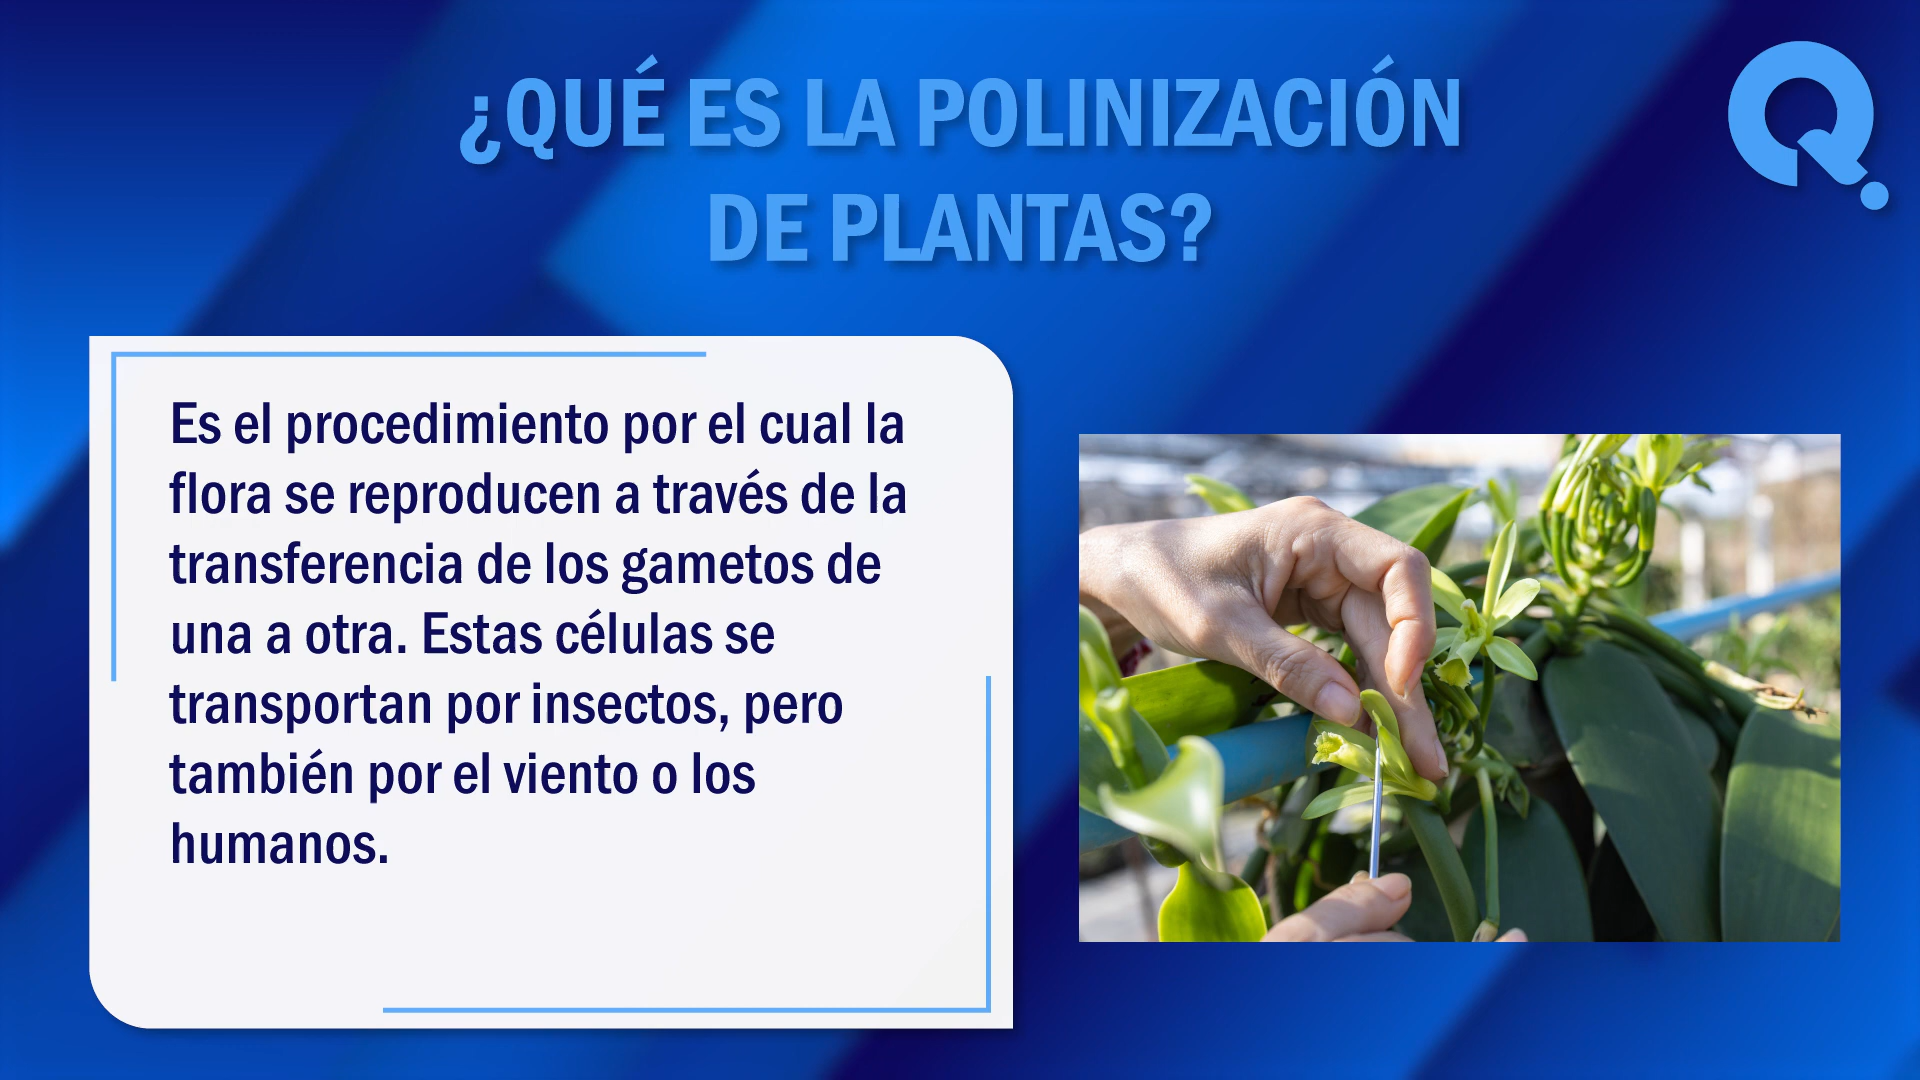 ¿QUÉ ES LA POLINIZACIÓN
DE PLANTAS?
Es el procedimiento por el cual la
flora se reproducen a través de la
transferencia de los gametos de
una a otra. Estas células se
transportan por insectos, pero
también por el viento o los
humanos.